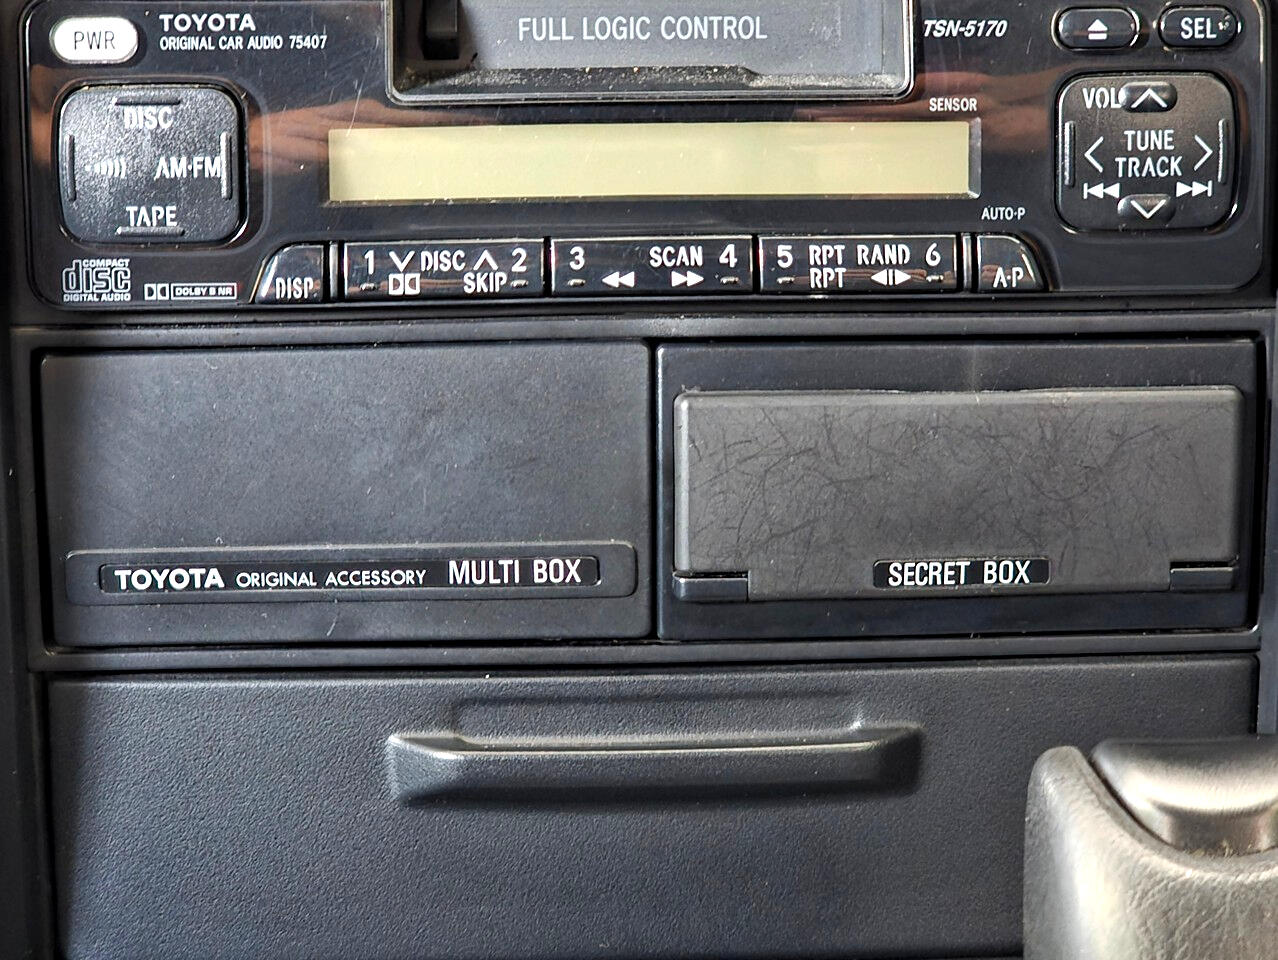 PWR
TOYOTA
ORIGINAL CAR AUDIO 75407
FULL LOGIC CONTROL
TSN-5170
SEL
DISC
AM·FM
TAPE
SENSOR
VOL
TUNE
TRACK
AUTO-P
COMPACT
disc
DIGITAL AUDIO
DOLBY B NR
DISP
1 DISC 2
SKIP
3 SCAN 4
5 RPT RAND 6
RPT
A·P
TOYOTA ORIGINAL ACCESSORY MULTI BOX
SECRET BOX